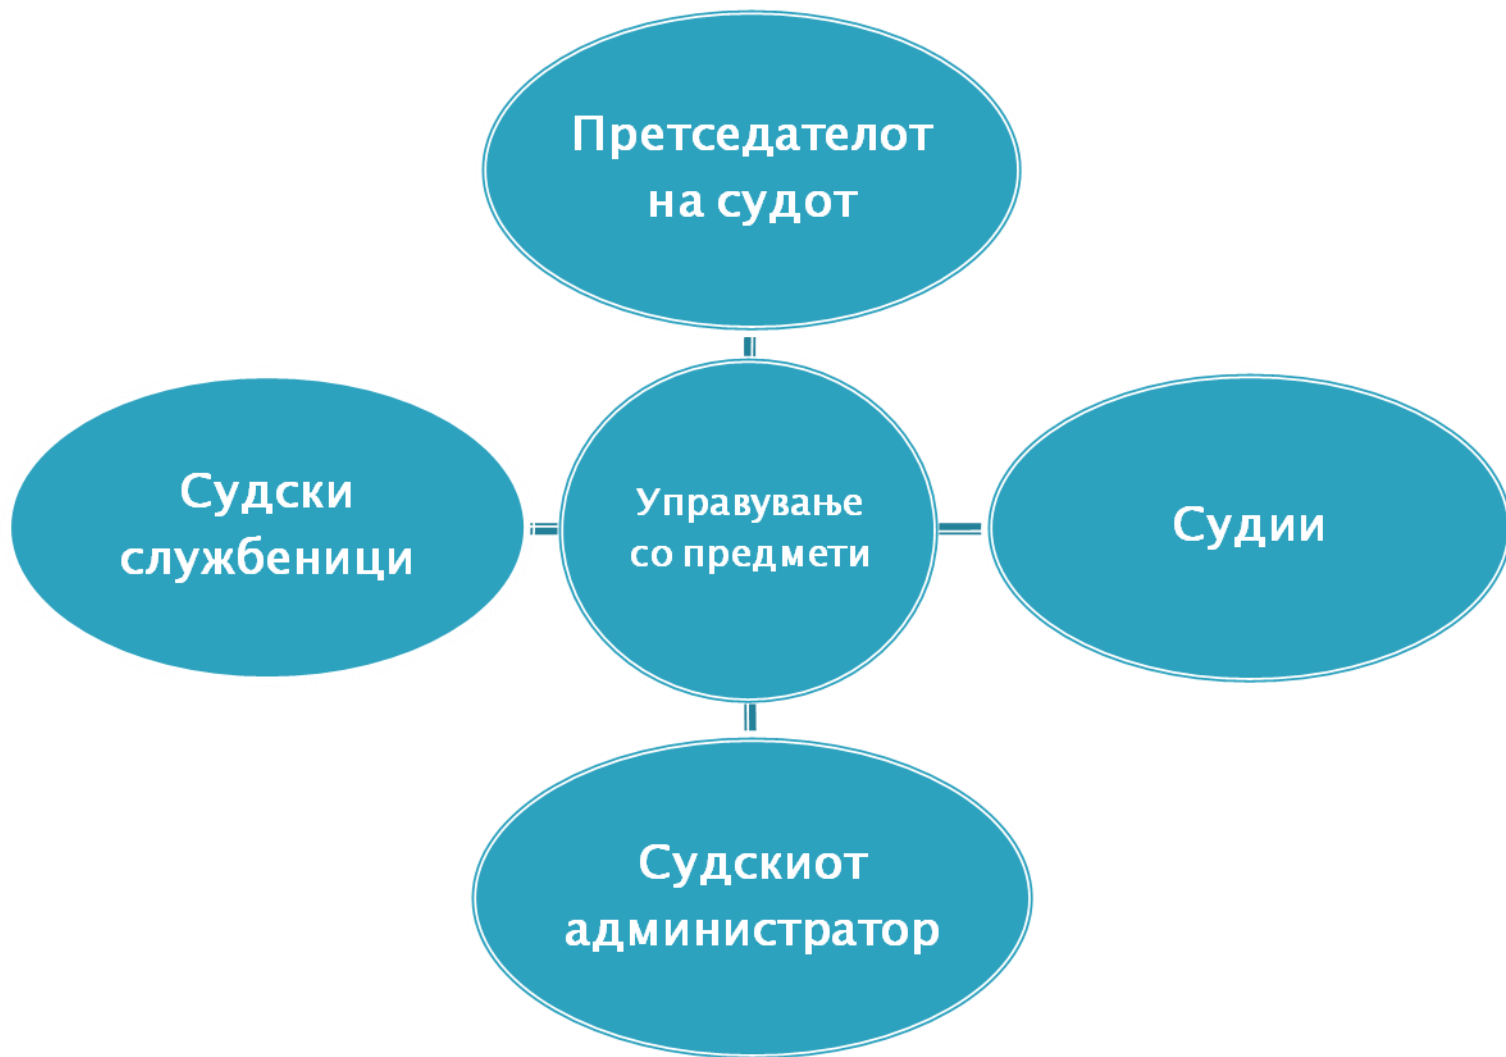 Претседателот
на судот
Судски
службеници
Управување
со предмети
Судии
Судскиот
администратор